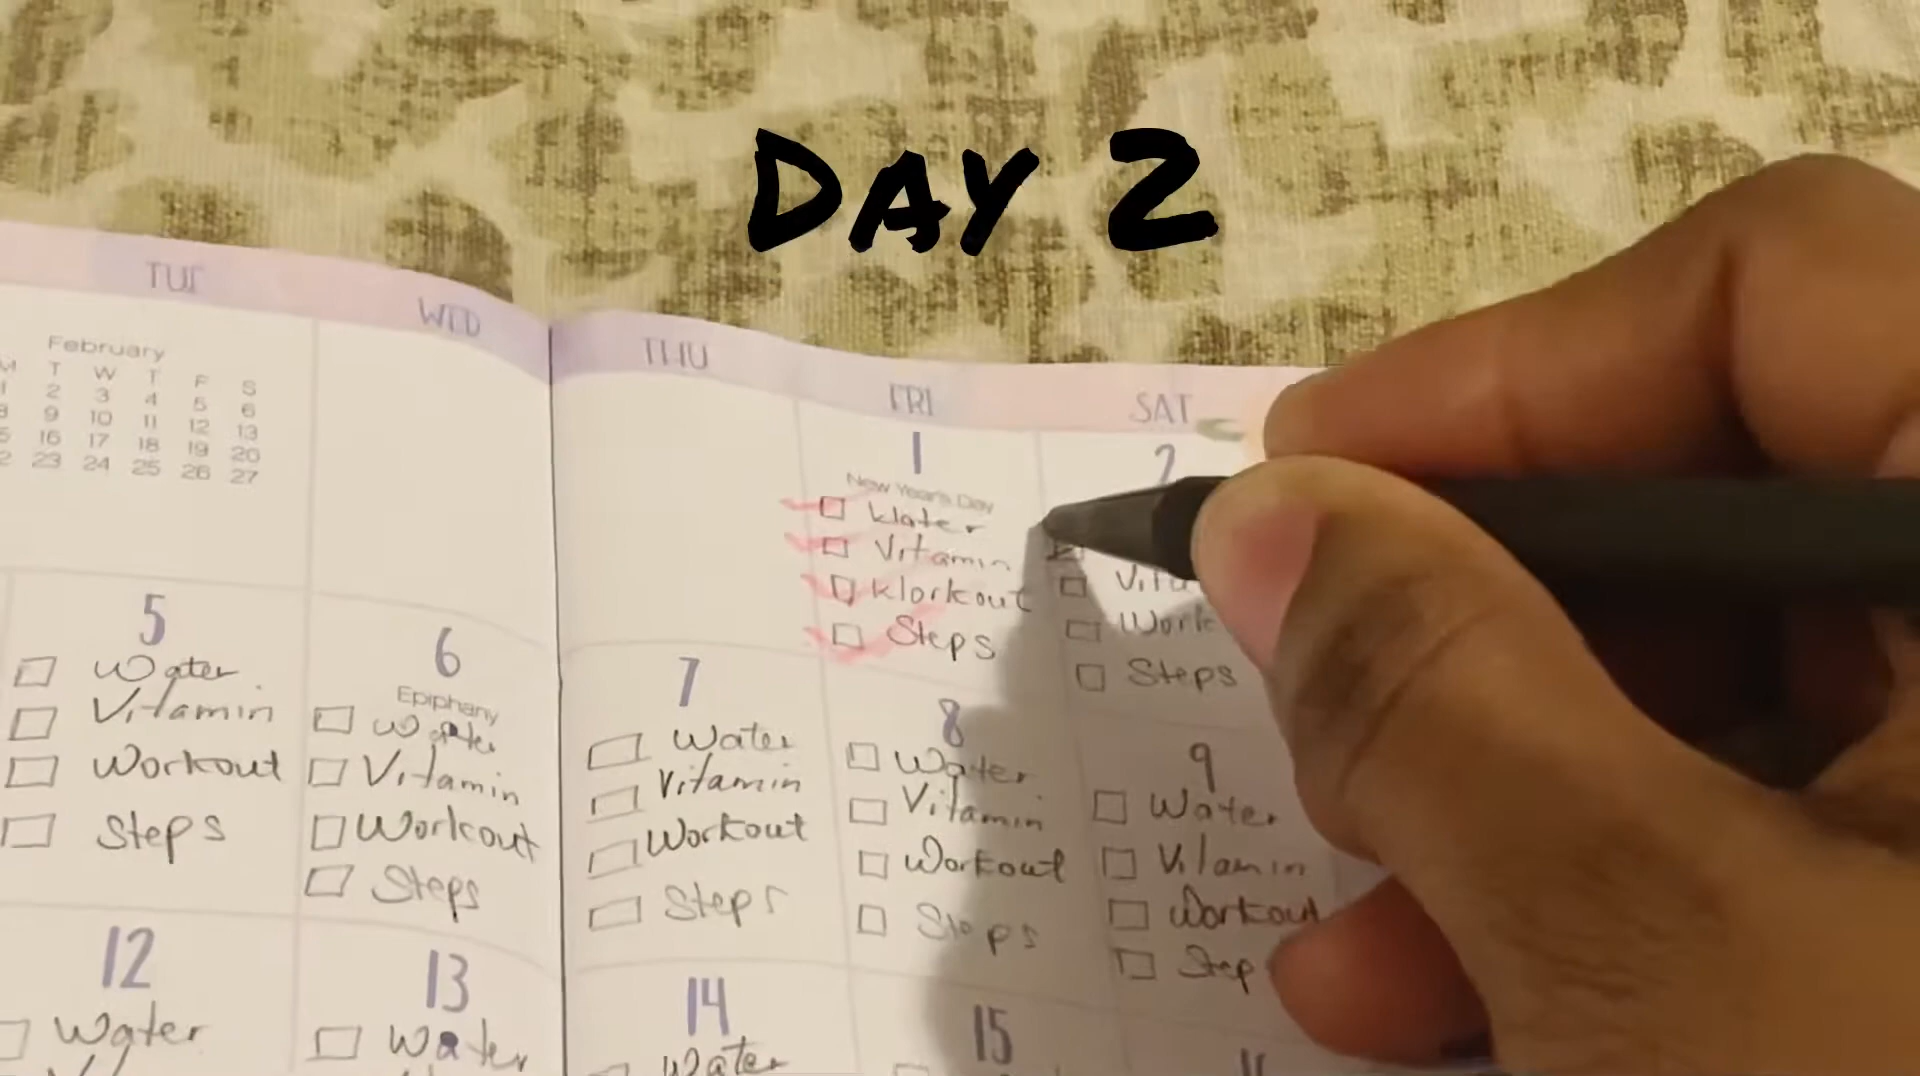 DAY 2
TUE
WED
THU
FRI
SAT
February
M T W T F S
1 2 3 4 5 6
8 9 10 11 12 13
15 16 17 18 19 20
22 23 24 25 26 27
1
New Year's Day
Water
Vitamin
Workout
Steps
2
Work
Steps
5
Water
Vitamin
Workout
Steps
6
Epiphany
Water
Vitamin
Workout
Steps
7
Water
Vitamin
Workout
Steps
8
Water
Vitamin
Workout
Steps
9
Water
Vitamin
Workout
Step
12
Water
13
Water
14
Water
15